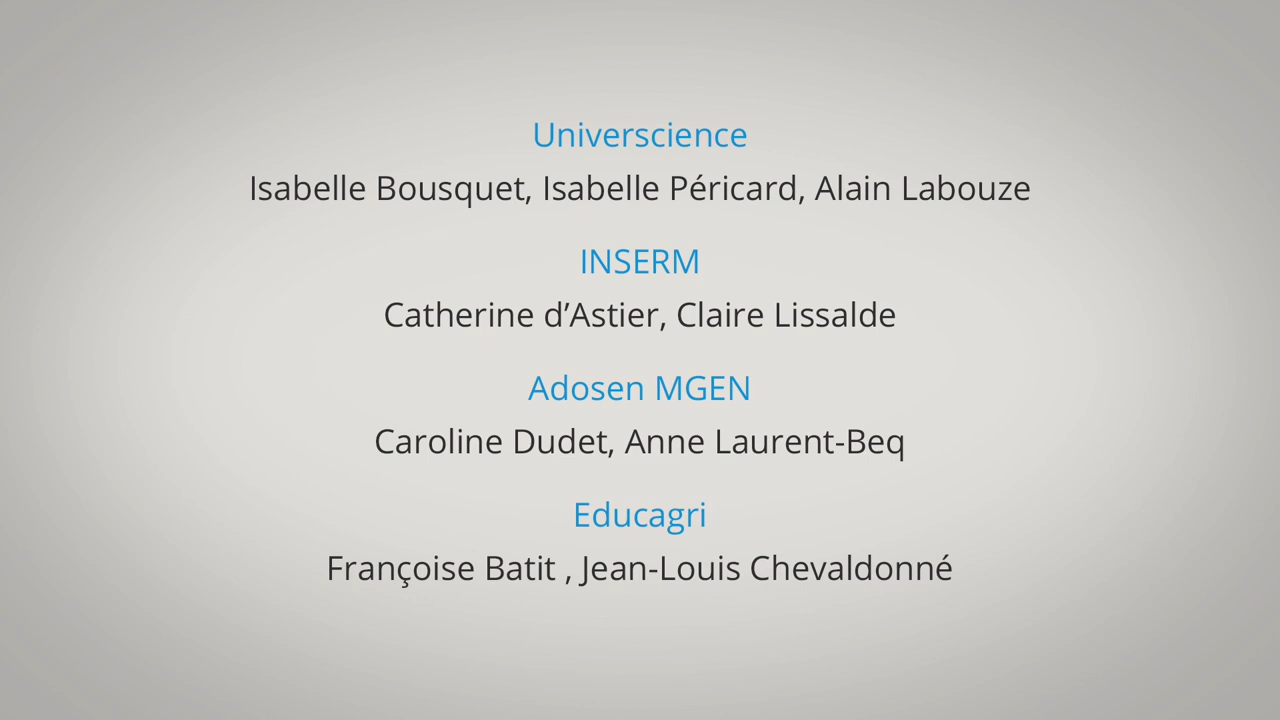 Universcience
Isabelle Bousquet, Isabelle Péricard, Alain Labouze
INSERM
Catherine d’Astier, Claire Lissalde
Adosen MGEN
Caroline Dudet, Anne Laurent-Beq
Educagri
Françoise Batit , Jean-Louis Chevaldonné